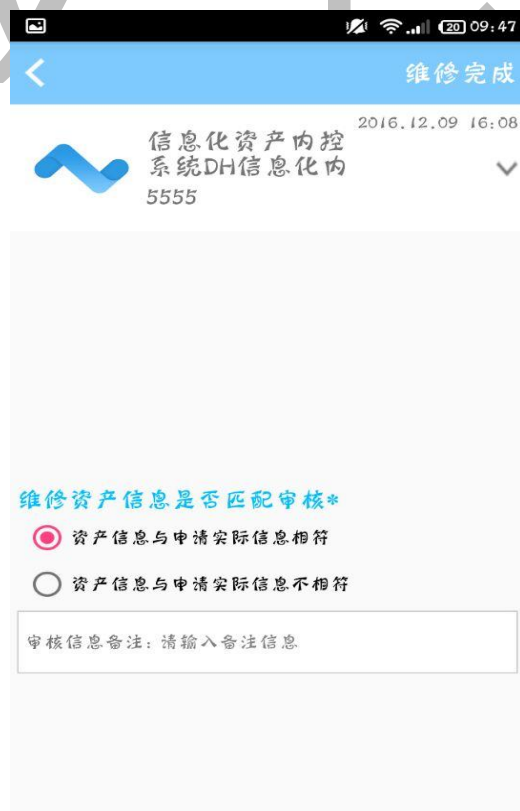 20 09:47
维修完成
2016.12.09 16:08
信息化资产内控
系统DH信息化内
5555
维修资产信息是否匹配审核*
资产信息与申请实际信息相符
资产信息与申请实际信息不相符
审核信息备注：请输入备注信息